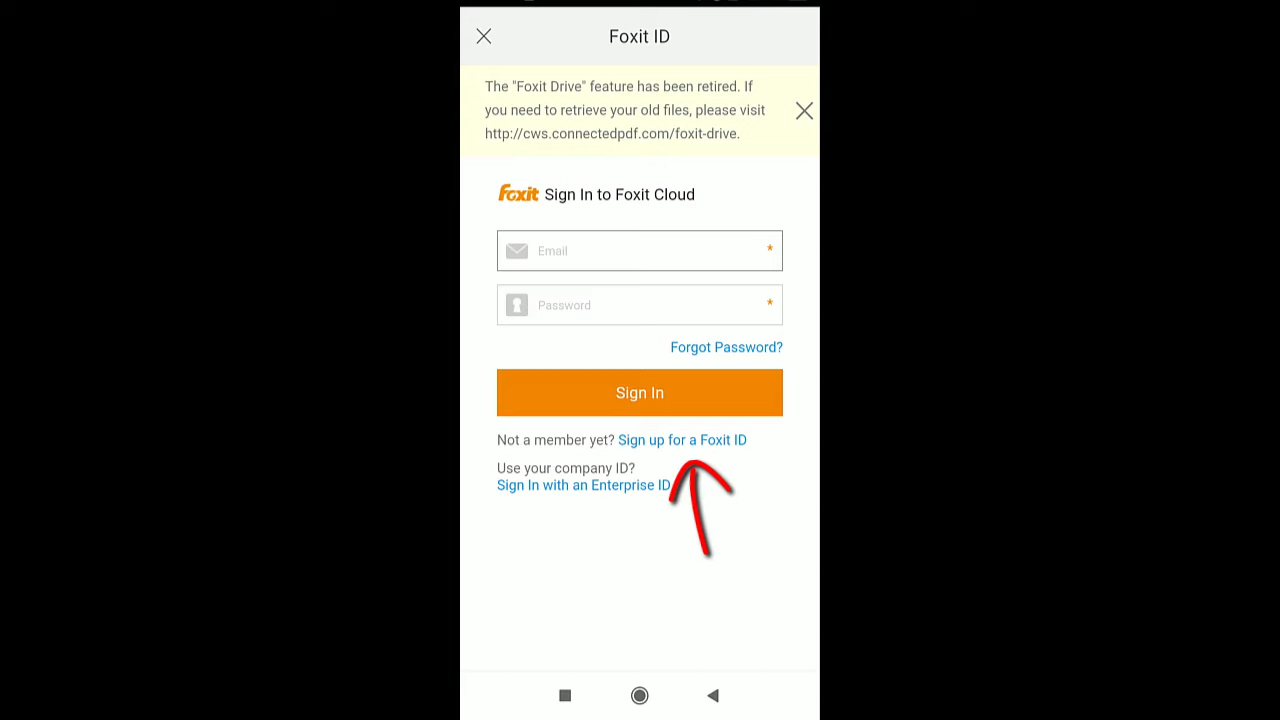 Foxit ID
The "Foxit Drive" feature has been retired. If
you need to retrieve your old files, please visit
http://cws.connectedpdf.com/foxit-drive.
foxit Sign In to Foxit Cloud
Email *
Password *
Forgot Password?
Sign In
Not a member yet? Sign up for a Foxit ID
Use your company ID?
Sign In with an Enterprise ID